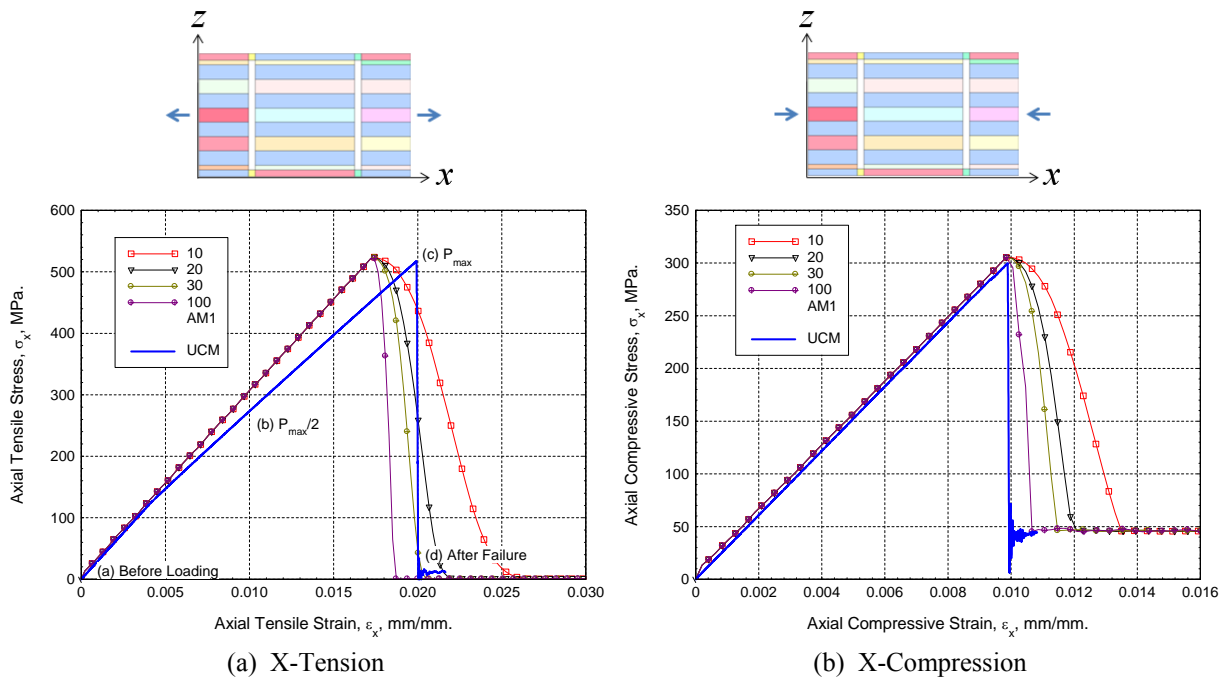 z
x
600
500
400
300
200
100
0
0
0.005
0.010
0.015
0.020
0.025
0.030
Axial Tensile Stress, σx, MPa.
Axial Tensile Strain, εx, mm/mm.
10
20
30
100
AM1
UCM
(a) Before Loading
(b) Pmax/2
(c) Pmax
(d) After Failure
(a) X-Tension
z
x
350
300
250
200
150
100
50
0
0
0.002
0.004
0.006
0.008
0.010
0.012
0.014
0.016
Axial Compressive Stress, σx, MPa.
Axial Compressive Strain, εx, mm/mm.
10
20
30
100
AM1
UCM
(b) X-Compression